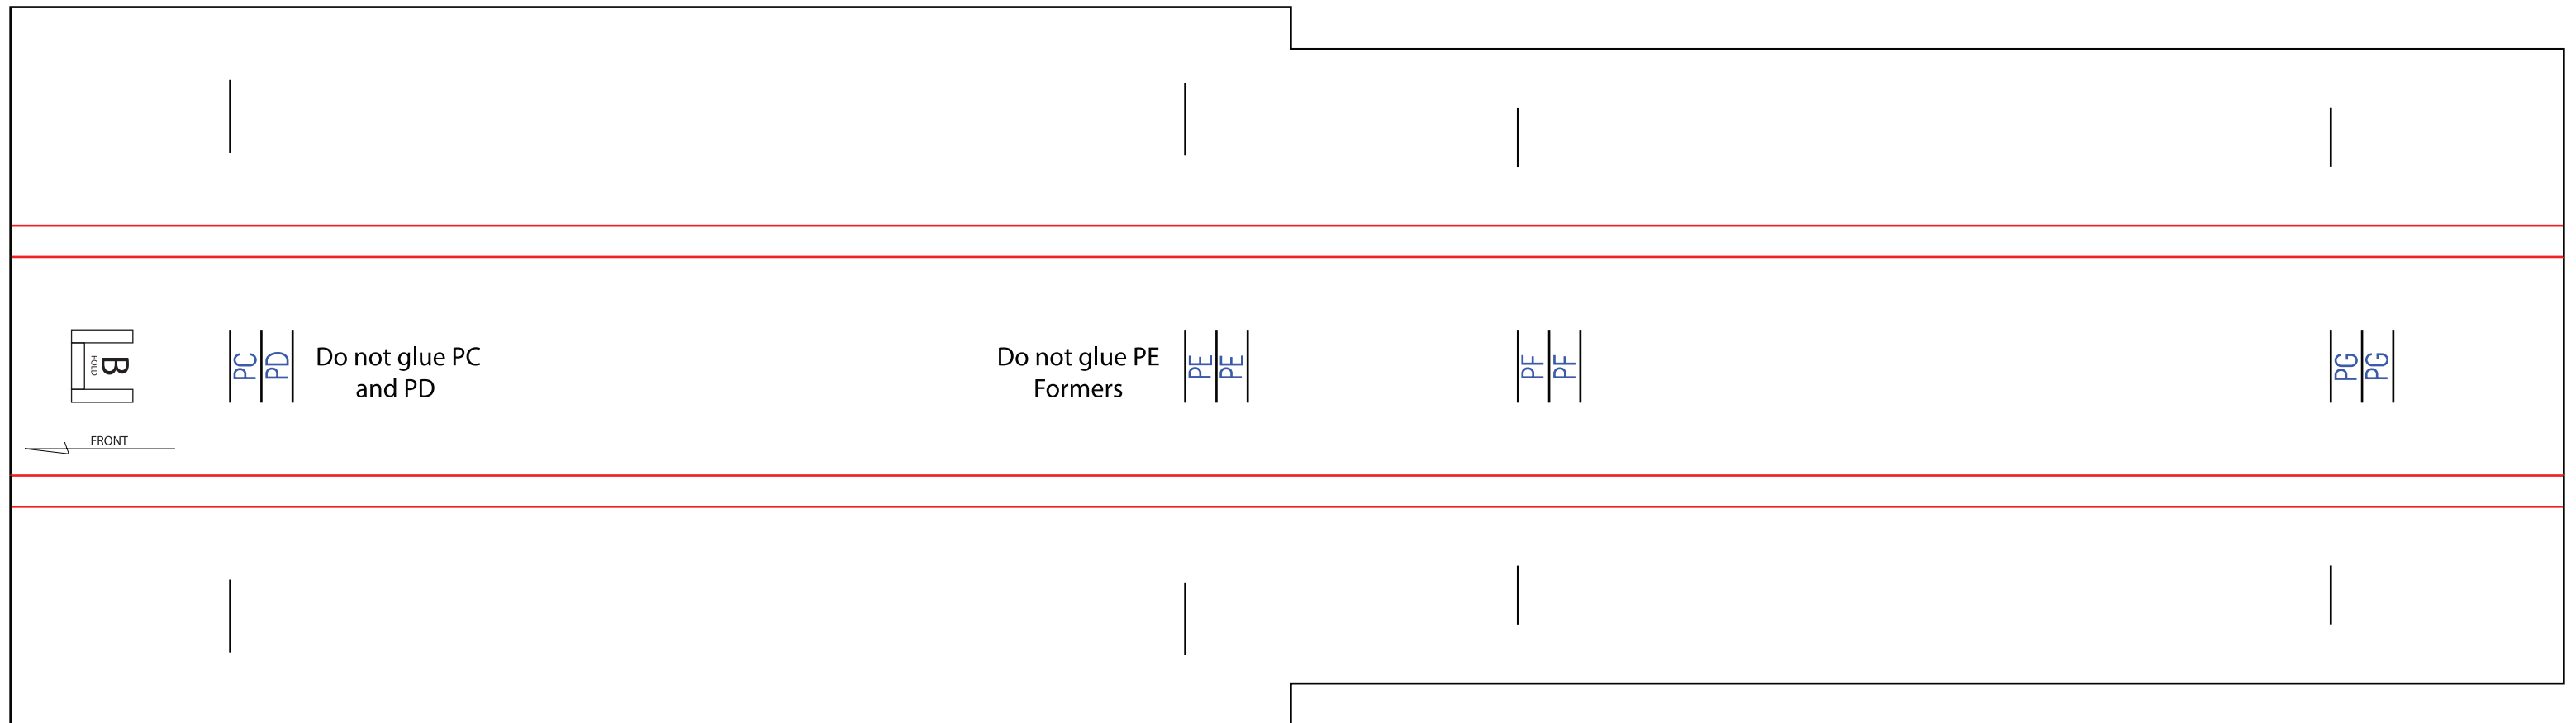 B
FOLD
FRONT
PC
PD
Do not glue PC
and PD
Do not glue PE
Formers
PE
PE
PF
PF
PG
PG